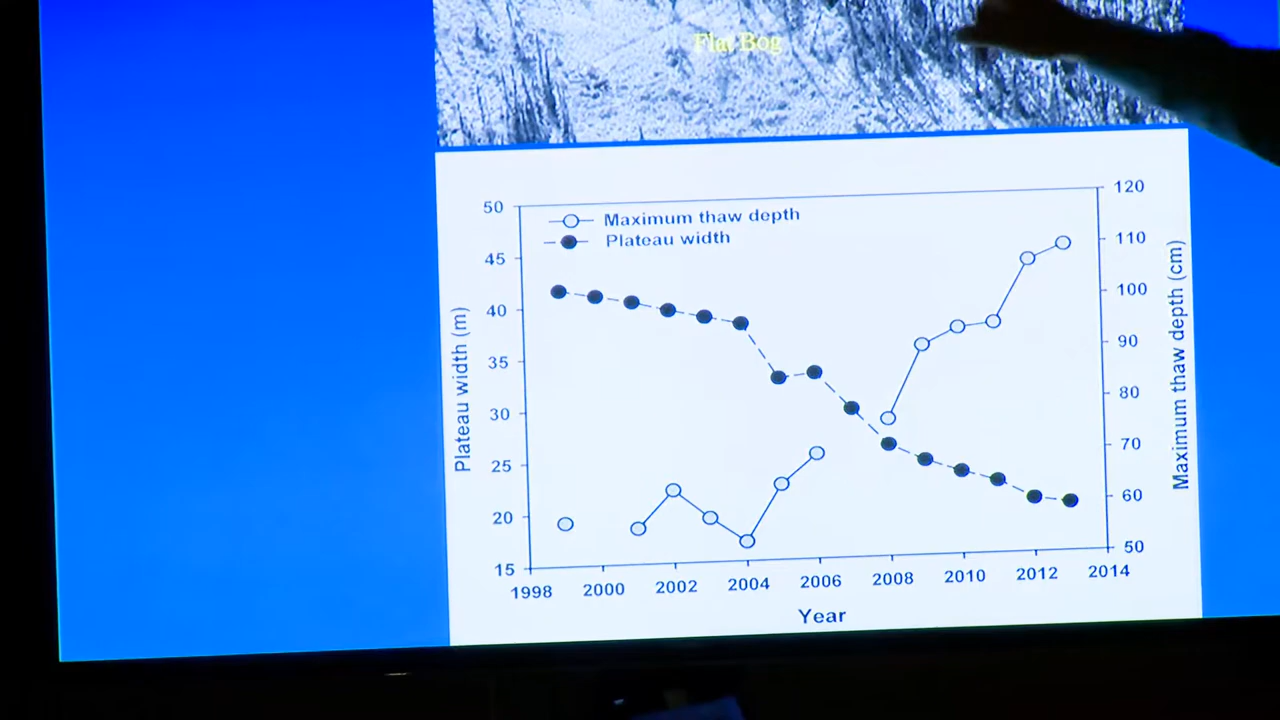 Flat Bog
Maximum thaw depth
Plateau width
50
45
40
35
30
25
20
15
Plateau width (m)
120
110
100
90
80
70
60
50
Maximum thaw depth (cm)
1998 2000 2002 2004 2006 2008 2010 2012 2014
Year